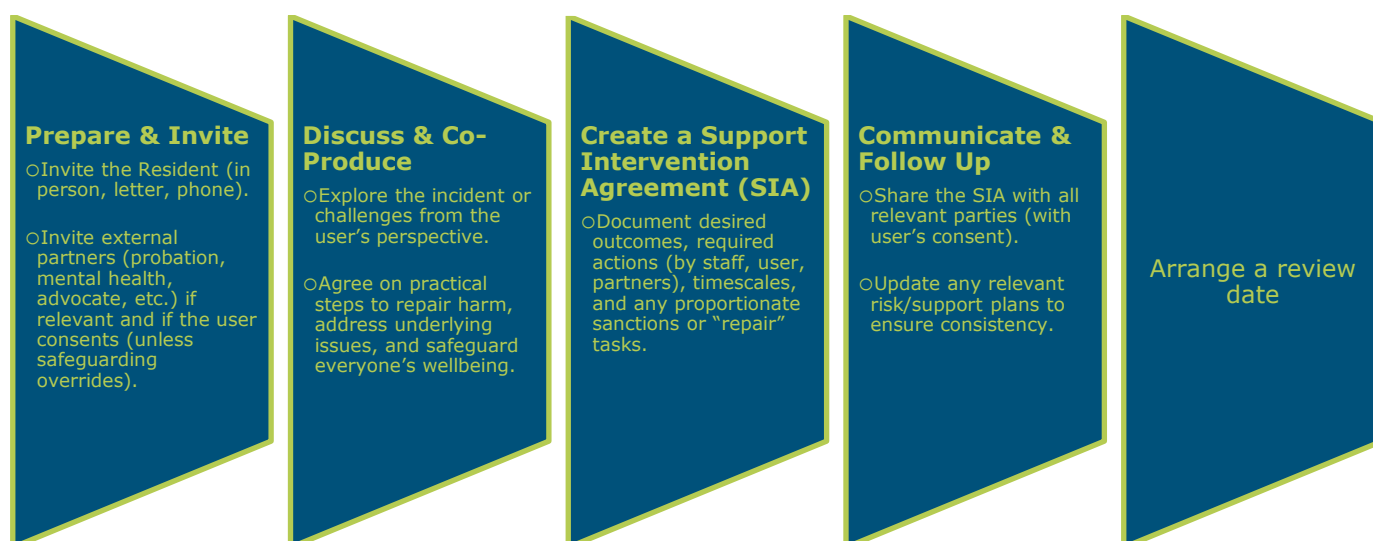 Prepare & Invite
○Invite the Resident (in
person, letter, phone).
○Invite external
partners (probation,
mental health,
advocate, etc.) if
relevant and if the user
consents (unless
safeguarding
overrides).
Discuss & Co-
Produce
○Explore the incident or
challenges from the
user’s perspective.
○Agree on practical
steps to repair harm,
address underlying
issues, and safeguard
everyone’s wellbeing.
Create a Support
Intervention
Agreement (SIA)
○Document desired
outcomes, required
actions (by staff, user,
partners), timescales,
and any proportionate
sanctions or “repair”
tasks.
Communicate &
Follow Up
○Share the SIA with all
relevant parties (with
user’s consent).
○Update any relevant
risk/support plans to
ensure consistency.
Arrange a review
date